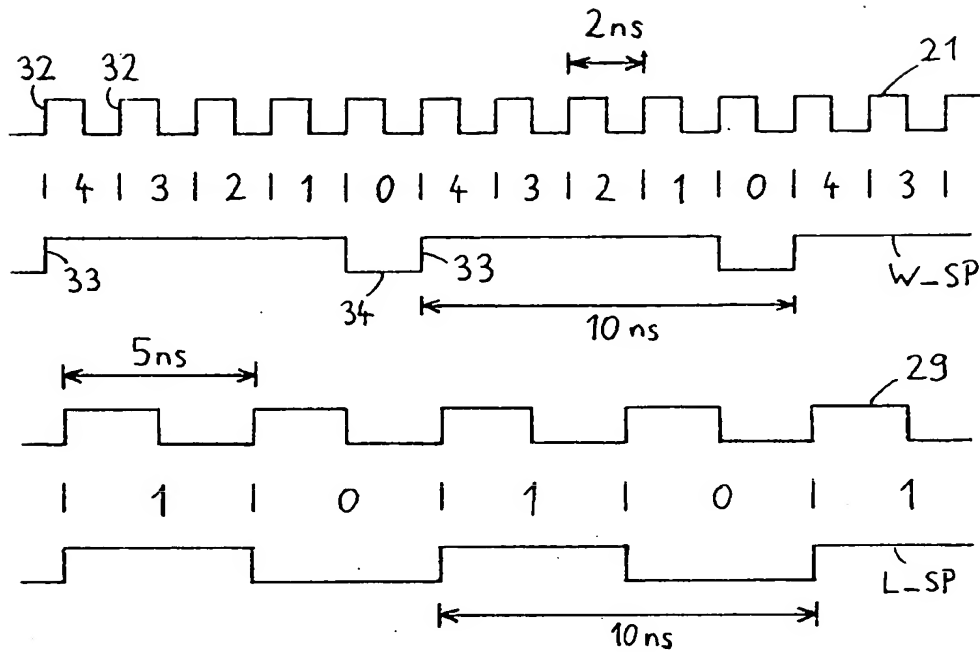 2ns
32 32 21
| 4 | 3 | 2 | 1 | 0 | 4 | 3 | 2 | 1 | 0 | 4 | 3 |
33 34 33 W_SP
10 ns
5ns
29
| 1 | 0 | 1 | 0 | 1
L_SP
10 ns